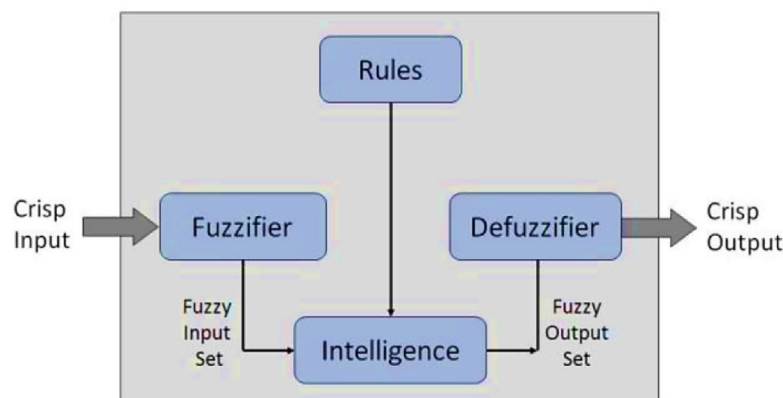 Rules
Crisp
Input
Fuzzifier
Defuzzifier
Crisp
Output
Fuzzy
Input
Set
Intelligence
Fuzzy
Output
Set